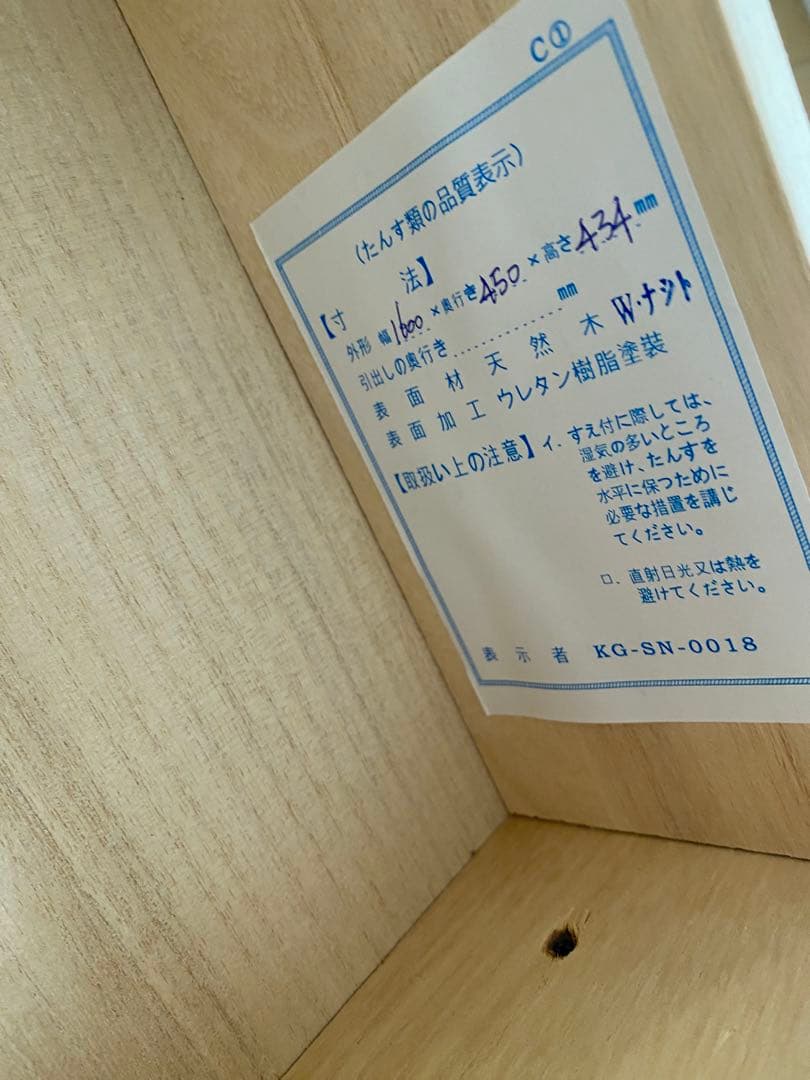 C①
(たんす類の品質表示)
【寸 法】
外形 幅1600×奥行き450×高さ434mm
引出しの奥行き mm
表面材 天然木 W・ナット
表面加工 ウレタン樹脂塗装
【取扱い上の注意】イ. すえ付に際しては、
湿気の多いところ
を避け、たんすを
水平に保つために
必要な措置を講じ
てください。
ロ. 直射日光又は熱を
避けてください。
表示者 KG-SN-0018